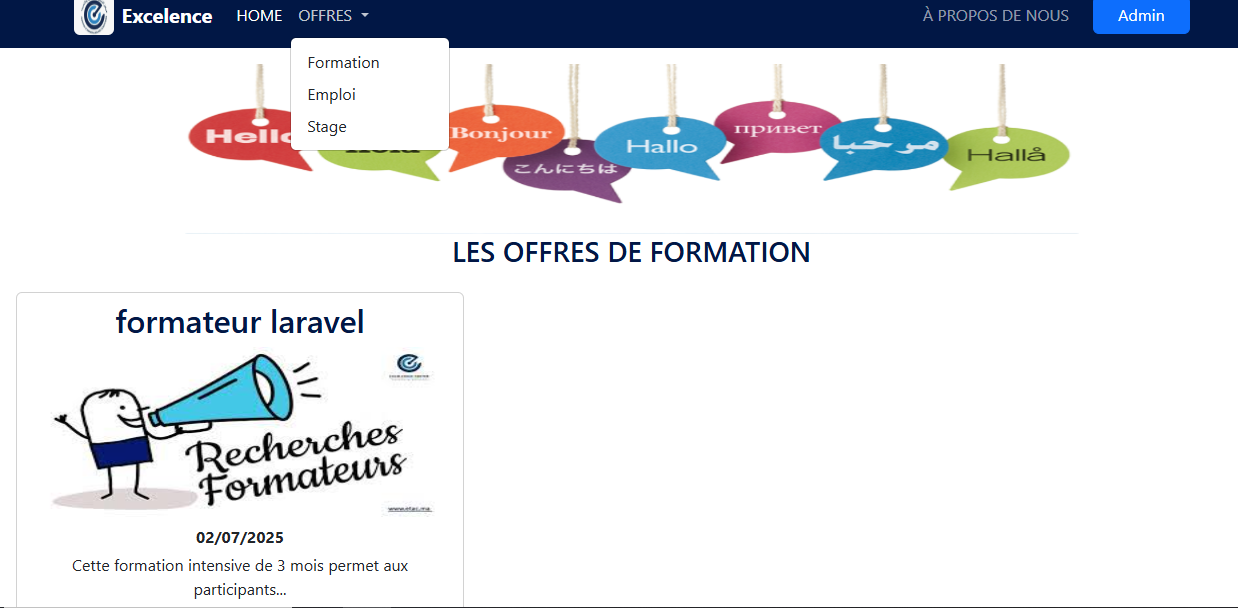 Excelence
HOME
OFFRES
À PROPOS DE NOUS
Admin
Formation
Emploi
Stage
Hello
Bonjour
こんにちは
Hallo
привет
مرحبا
Hallå
LES OFFRES DE FORMATION
formateur laravel
Recherches
Formateurs
www.etac.ma
02/07/2025
Cette formation intensive de 3 mois permet aux
participants...